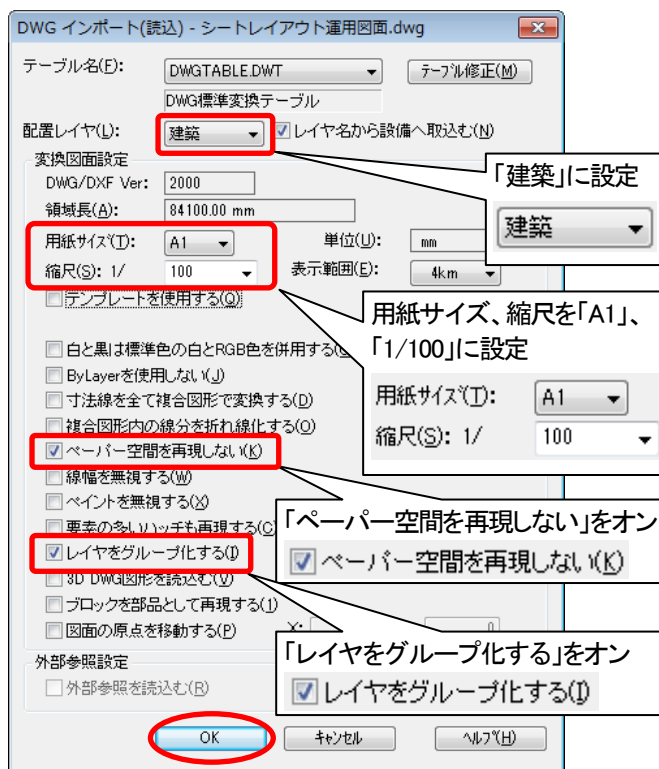 DWG インポート(読込) - シートレイアウト運用図面.dwg
テーブル名(F): DWGTABLE.DWT テーブル修正(M)
DWG標準変換テーブル
配置レイヤ(L): 建築 レイヤ名から設備へ取込む(N)
変換図面設定
DWG/DXF Ver: 2000
領域長(A): 84100.00 mm
用紙サイズ(T): A1 単位(U): mm
縮尺(S): 1/ 100 表示範囲(E): 4km
テンプレートを使用する(Q)
白と黒は標準色の白とRGB色を併用する(
ByLayerを使用しない(J)
寸法線を全て複合図形で変換する(D)
複合図形内の線分を折れ線化する(O)
ペーパー空間を再現しない(K)
線幅を無視する(W)
ペイントを無視する(X)
要素の多いハッチも再現する(C)
レイヤをグループ化する(I)
3D DWG図形を読込む(V)
ブロックを部品として再現する(1)
図面の原点を移動する(P) X: 0
外部参照設定
外部参照を読込む(R)
OK キャンセル ヘルプ(H)
「建築」に設定
建築
用紙サイズ、縮尺を「A1」、
「1/100」に設定
用紙サイズ(T): A1
縮尺(S): 1/ 100
「ペーパー空間を再現しない」をオン
ペーパー空間を再現しない(K)
「レイヤをグループ化する」をオン
レイヤをグループ化する(I)